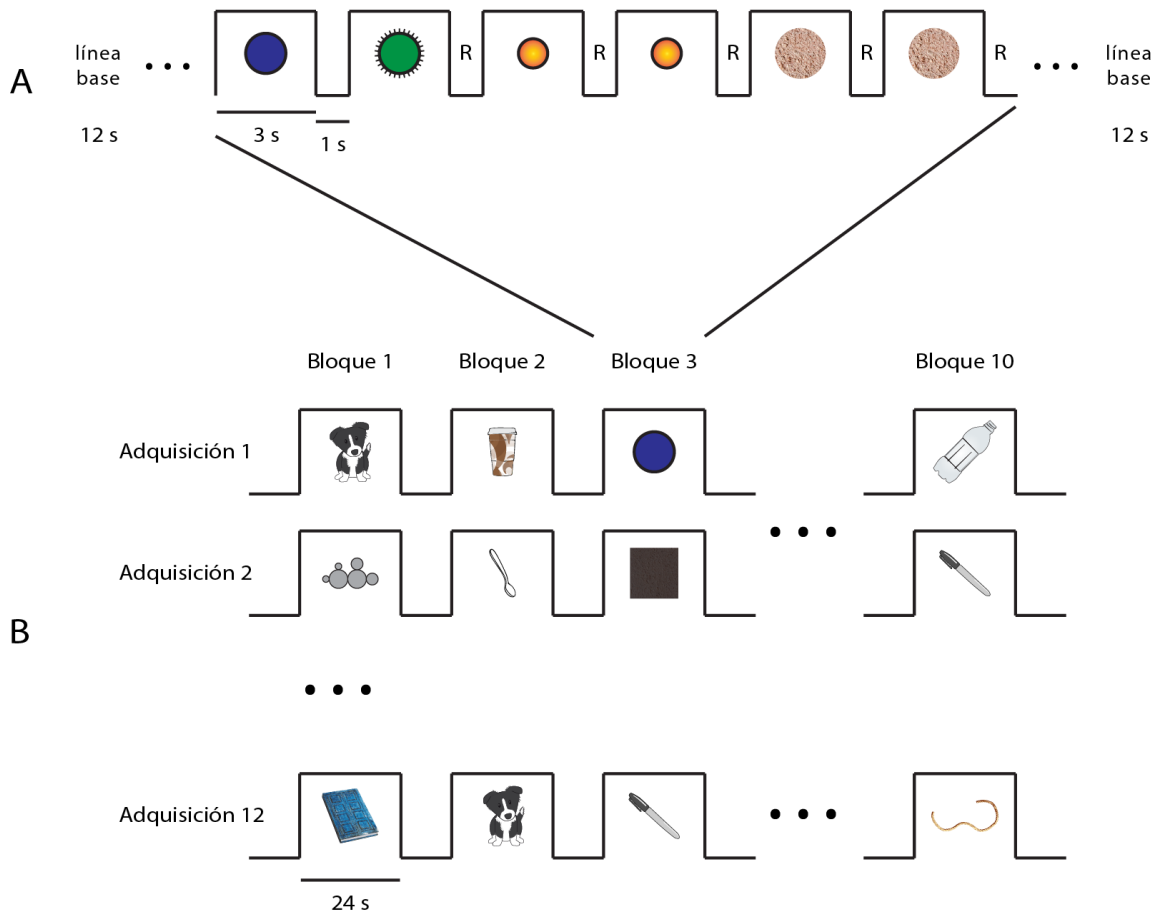 A
línea
base
12 s
3 s
1 s
R
R
R
R
R
línea
base
12 s
Bloque 1
Bloque 2
Bloque 3
Bloque 10
Adquisición 1
Adquisición 2
B
Adquisición 12
24 s